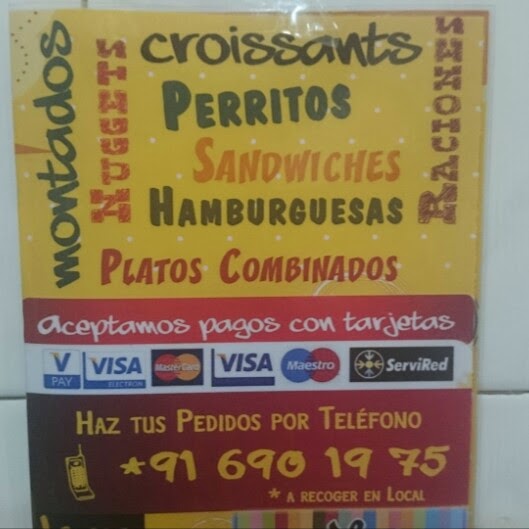 montados
NUGGETS
croissants
PERRITOS
SANDWICHES
HAMBURGUESAS
RACIONES
PLATOS COMBINADOS
aceptamos pagos con tarjetas
V PAY
VISA ELECTRON
MasterCard
VISA
Maestro
ServiRed
HAZ TUS PEDIDOS POR TELÉFONO
*91 690 19 75
* A RECOGER EN LOCAL